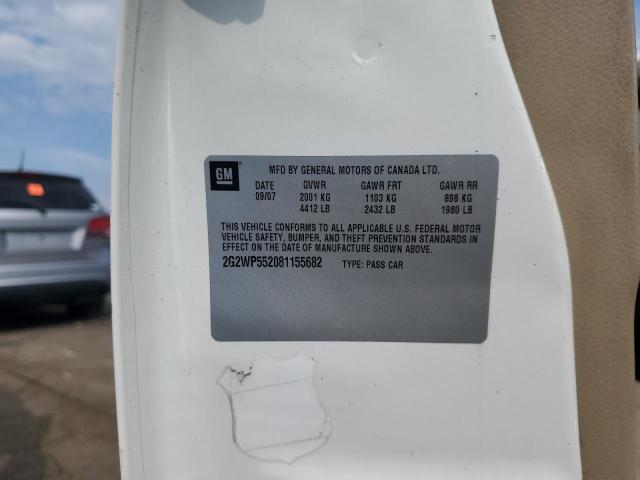 GM
MFD BY GENERAL MOTORS OF CANADA LTD.
DATE GVWR GAWR FRT GAWR RR
09/07 2001 KG 1103 KG 898 KG
4412 LB 2432 LB 1980 LB
THIS VEHICLE CONFORMS TO ALL APPLICABLE U.S. FEDERAL MOTOR
VEHICLE SAFETY, BUMPER, AND THEFT PREVENTION STANDARDS IN
EFFECT ON THE DATE OF MANUFACTURE SHOWN ABOVE.
2G2WP552081155682 TYPE: PASS CAR